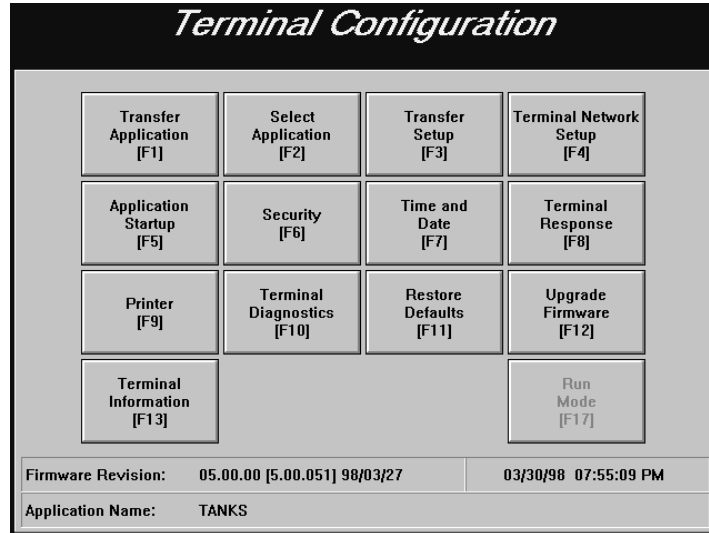 Terminal Configuration
Transfer
Application
[F1]
Select
Application
[F2]
Transfer
Setup
[F3]
Terminal Network
Setup
[F4]
Application
Startup
[F5]
Security
[F6]
Time and
Date
[F7]
Terminal
Response
[F8]
Printer
[F9]
Terminal
Diagnostics
[F10]
Restore
Defaults
[F11]
Upgrade
Firmware
[F12]
Terminal
Information
[F13]
Run
Mode
[F17]
Firmware Revision: 05.00.00 [5.00.051] 98/03/27 03/30/98 07:55:09 PM
Application Name: TANKS